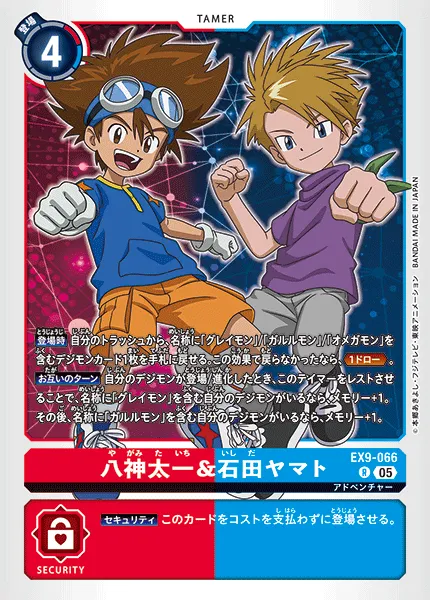 TAMER
登場
4
登場時 自分のトラッシュから、名称に「グレイモン」/「ガルルモン」/「オメガモン」を
含むデジモンカード1枚を手札に戻せる。この効果で戻らなかったなら、1ドロー。
お互いのターン 自分のデジモンが登場/進化したとき、このテイマーをレストさせ
ることで、名称に「グレイモン」を含む自分のデジモンがいるなら、メモリー+1。
その後、名称に「ガルルモン」を含む自分のデジモンがいるなら、メモリー+1。
© 本郷あきよし・フジテレビ・東映アニメーション BANDAI MADE IN JAPAN
八神太一&石田ヤマト
やがみ たいち いしだ
EX9-066
R 05
アドベンチャー
セキュリティ このカードをコストを支払わずに登場させる。
SECURITY